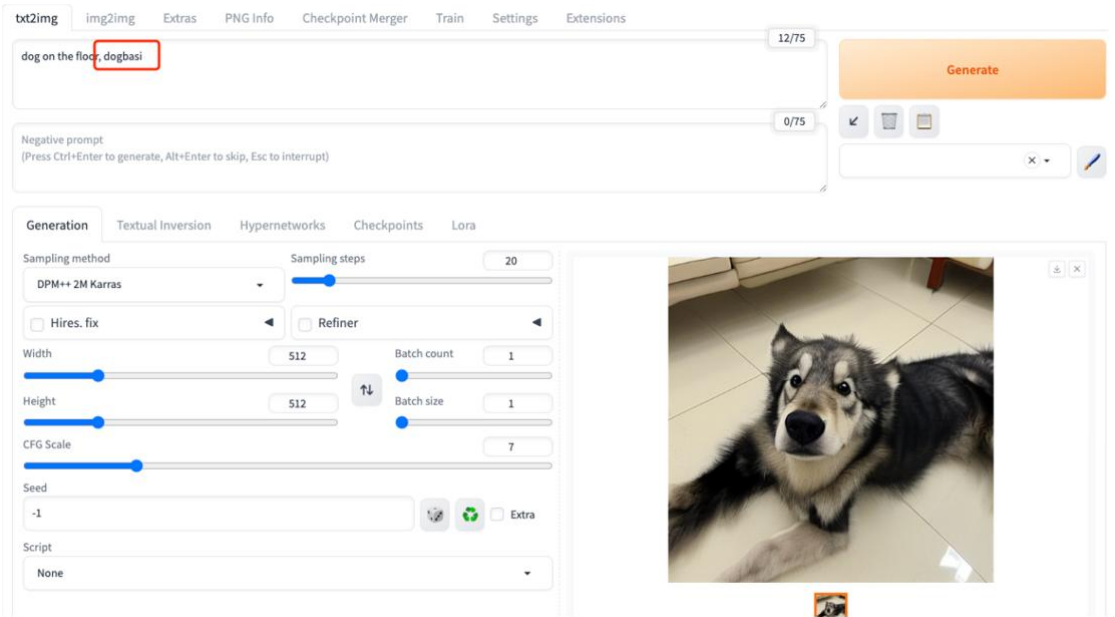 txt2img img2img Extras PNG Info Checkpoint Merger Train Settings Extensions
12/75
dog on the floor, dogbasi
Generate
0/75
Negative prompt
(Press Ctrl+Enter to generate, Alt+Enter to skip, Esc to interrupt)
Generation Textual Inversion Hypernetworks Checkpoints Lora
Sampling method Sampling steps 20
DPM++ 2M Karras
Hires. fix Refiner
Width 512 Batch count 1
Height 512 Batch size 1
CFG Scale 7
Seed
-1 Extra
Script
None